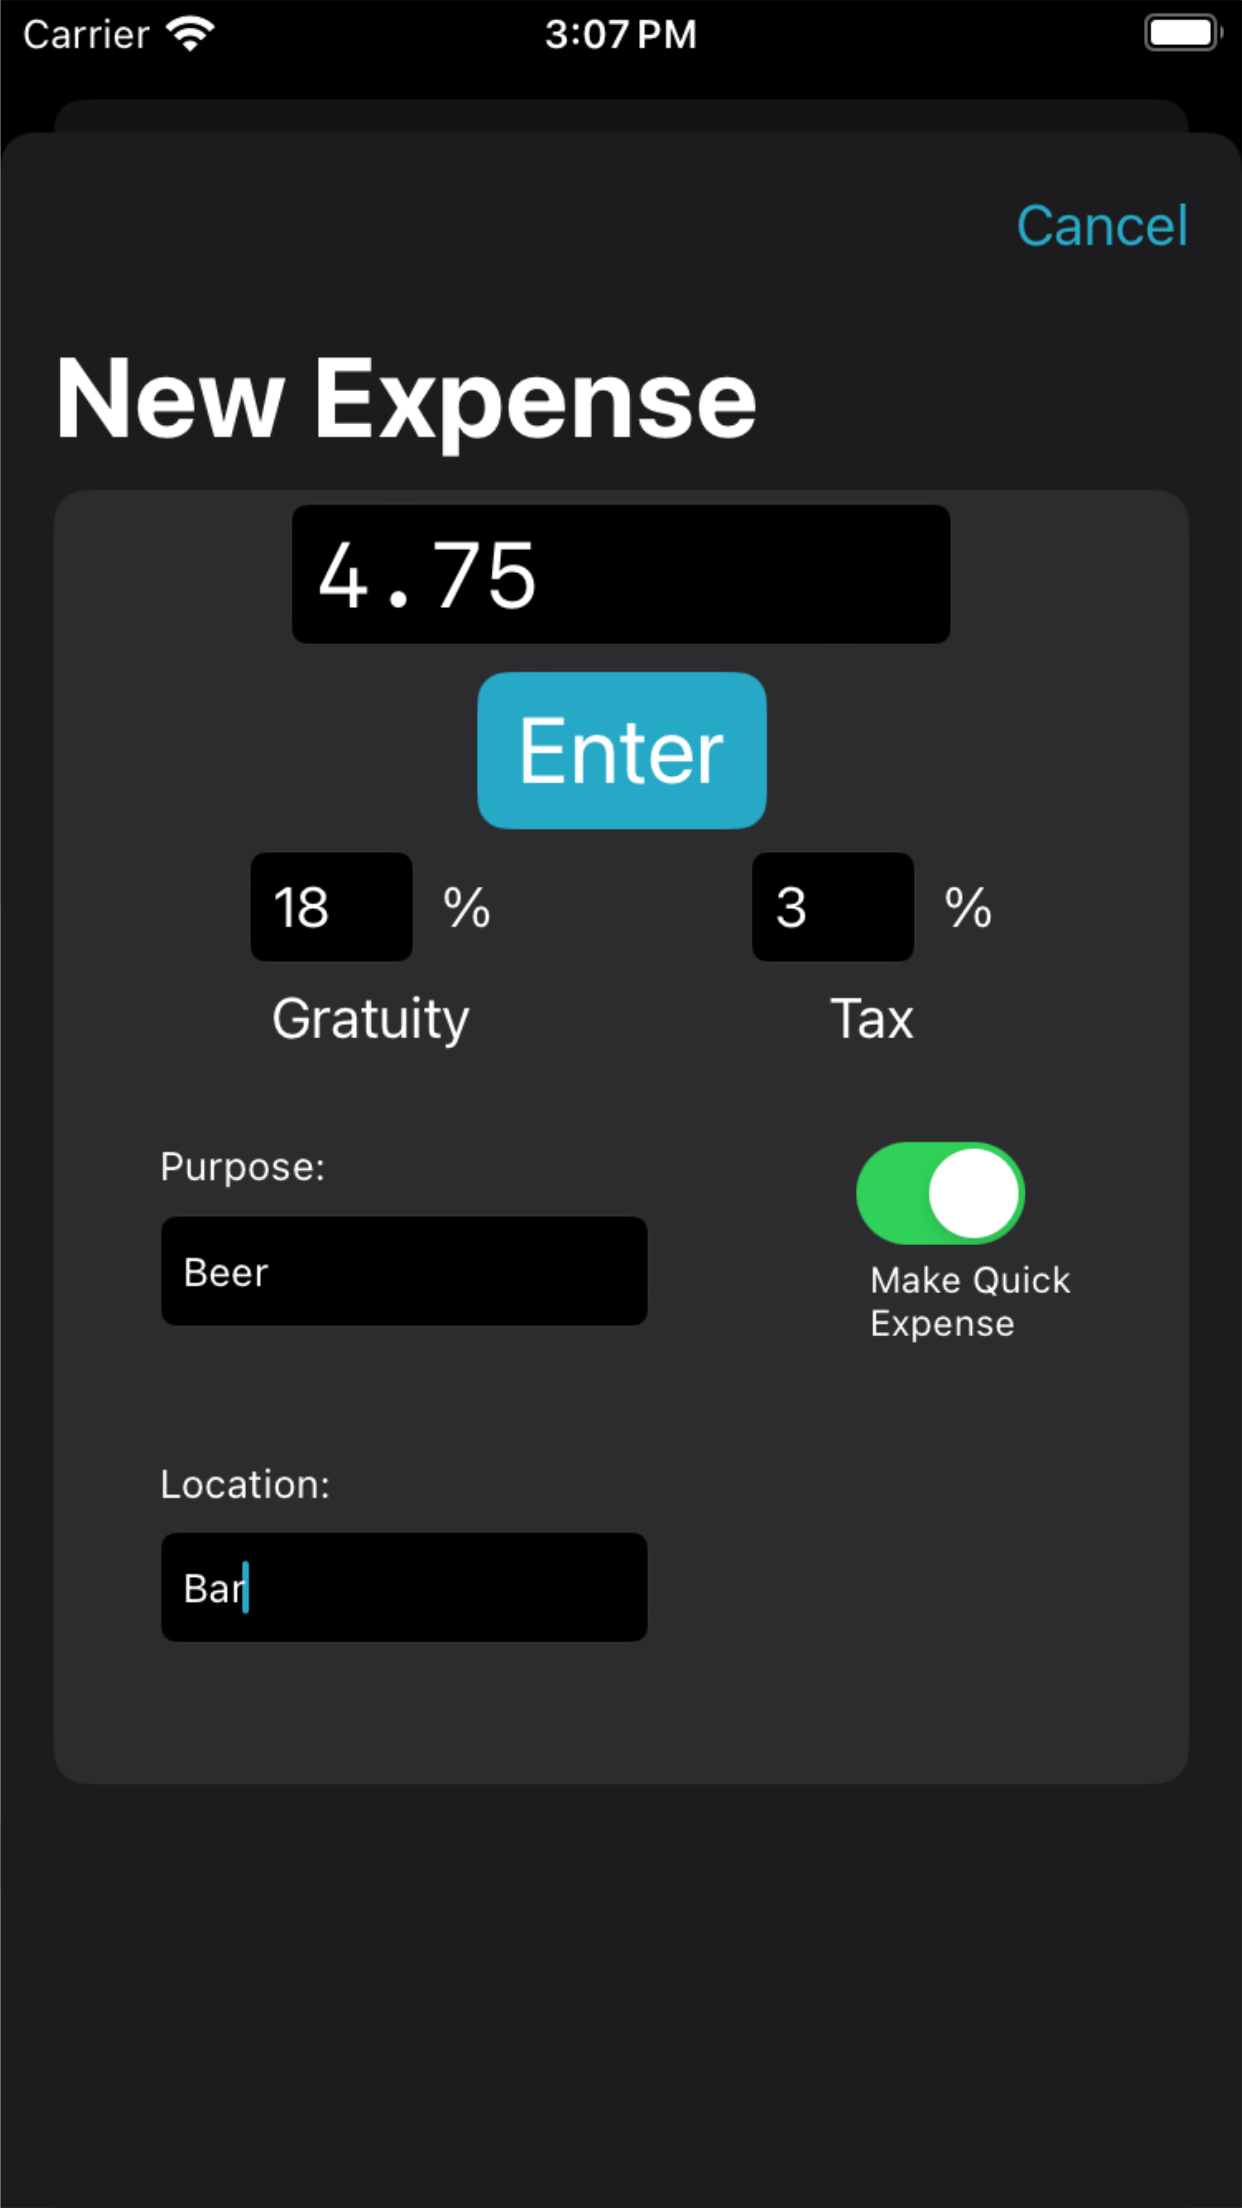 Carrier 3:07 PM
Cancel
New Expense
4.75
Enter
18 % 3 %
Gratuity Tax
Purpose:
Beer
Make Quick
Expense
Location:
Bar